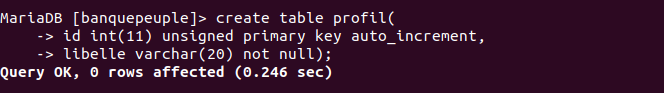 MariaDB [banquepeuple]> create table profil(
    -> id int(11) unsigned primary key auto_increment,
    -> libelle varchar(20) not null);
Query OK, 0 rows affected (0.246 sec)